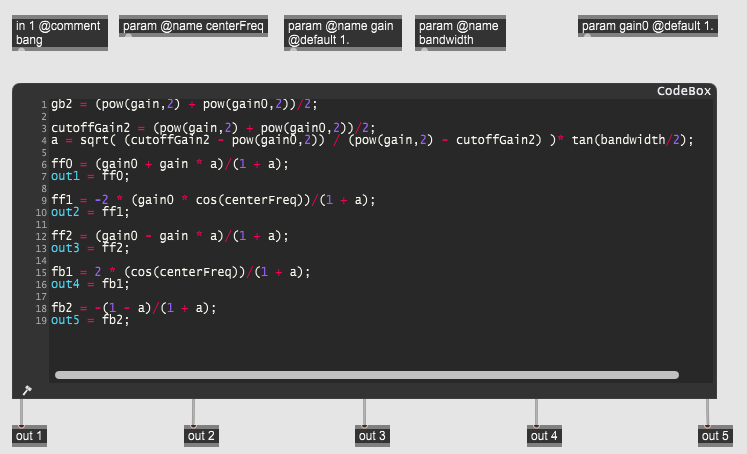 in 1 @comment
bang
param @name centerFreq
param @name gain
@default 1.
param @name
bandwidth
param @name gain0 @default 1.
CodeBox
1 gb2 = (pow(gain,2) + pow(gain0,2))/2;
2
3 cutoffGain2 = (pow(gain,2) + pow(gain0,2))/2;
4 a = sqrt( (cutoffGain2 - pow(gain0,2)) / (pow(gain,2) - cutoffGain2) )* tan(bandwidth/2);
5
6 ff0 = (gain0 + gain * a)/(1 + a);
7 out1 = ff0;
8
9 ff1 = -2 * (gain0 * cos(centerFreq))/(1 + a);
10 out2 = ff1;
11
12 ff2 = (gain0 - gain * a)/(1 + a);
13 out3 = ff2;
14
15 fb1 = 2 * (cos(centerFreq))/(1 + a);
16 out4 = fb1;
17
18 fb2 = -(1 - a)/(1 + a);
19 out5 = fb2;
out 1
out 2
out 3
out 4
out 5